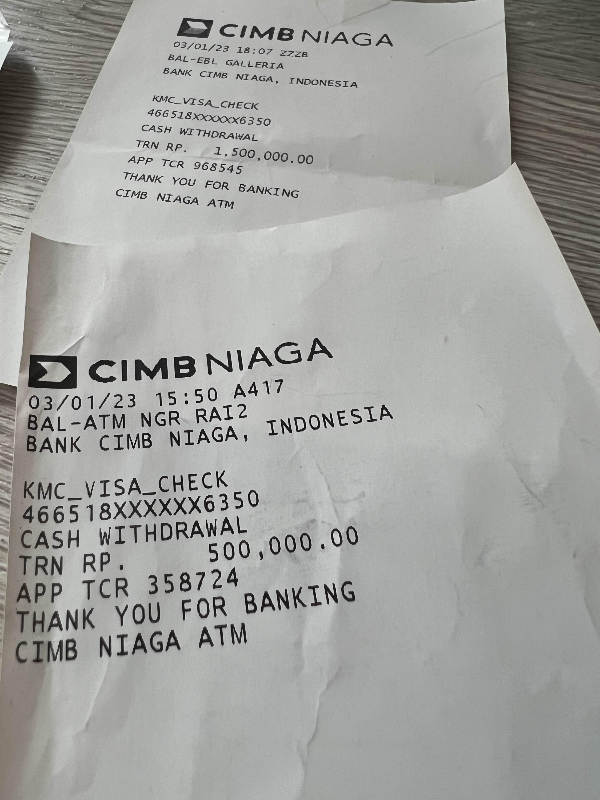 CIMB NIAGA
03/01/23 18:07 ZZZB
BAL-EBL GALLERIA
BANK CIMB NIAGA, INDONESIA
KMC_VISA_CHECK
466518XXXXXX6350
CASH WITHDRAWAL
TRN RP. 1,500,000.00
APP TCR 968545
THANK YOU FOR BANKING
CIMB NIAGA ATM
CIMB NIAGA
03/01/23 15:50 A417
BAL-ATM NGR RAI2
BANK CIMB NIAGA, INDONESIA
KMC_VISA_CHECK
466518XXXXXX6350
CASH WITHDRAWAL
TRN RP. 500,000.00
APP TCR 358724
THANK YOU FOR BANKING
CIMB NIAGA ATM